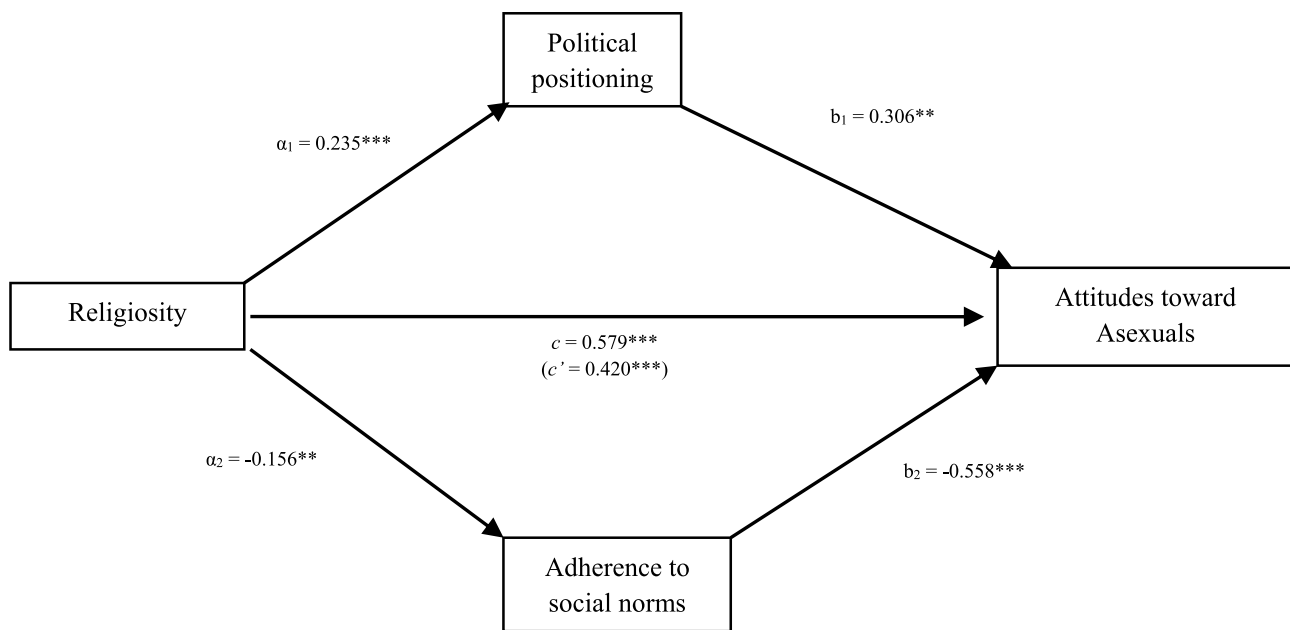 Political
positioning
α₁ = 0.235***
b₁ = 0.306**
Religiosity
Attitudes toward
Asexuals
c = 0.579***
(c’ = 0.420***)
α₂ = -0.156**
b₂ = -0.558***
Adherence to
social norms